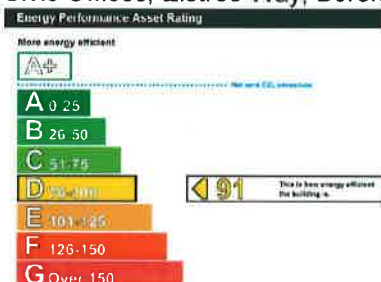 Energy Performance Asset Rating
More energy efficient
A+
Net zero CO₂ emissions
A 0-25
B 26-50
C 51-75
D 76-100
91 This is how energy efficient
the building is.
E 101-125
F 126-150
G Over 150